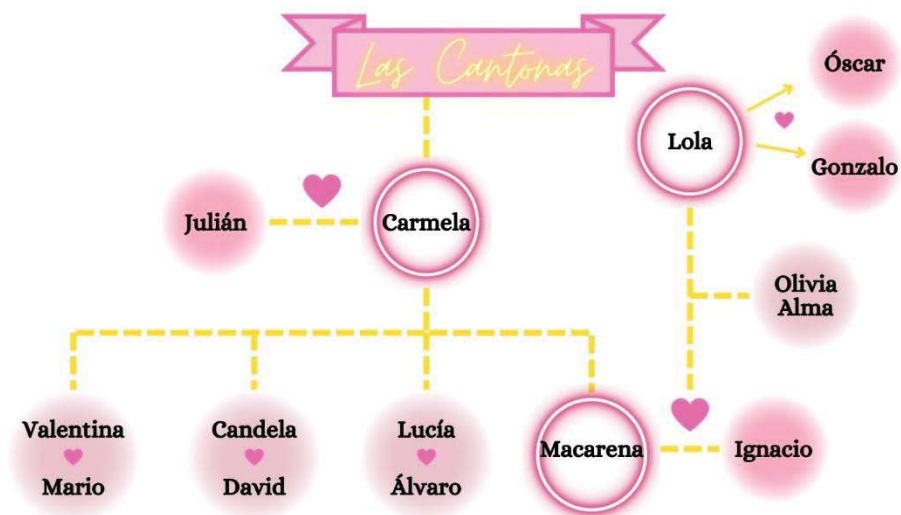 Las Cantonas
Óscar
Lola
Gonzalo
Julián
Carmela
Olivia
Alma
Valentina
Mario
Candela
David
Lucía
Álvaro
Macarena
Ignacio